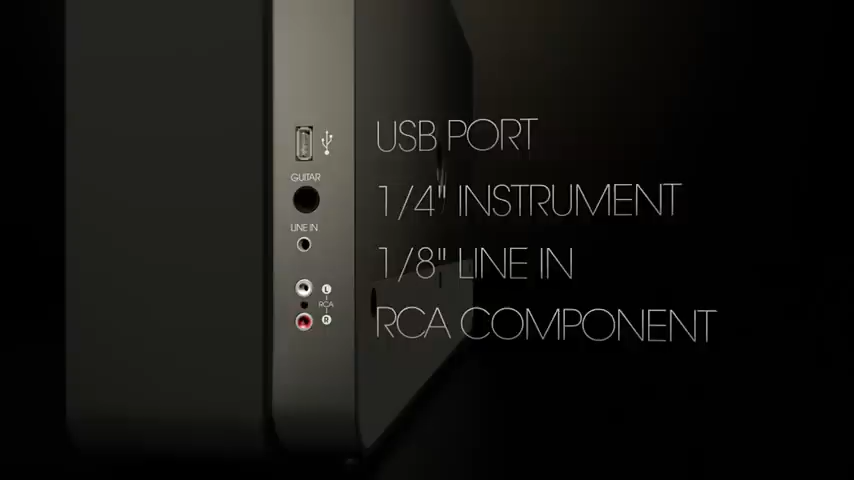 USB PORT
GUITAR
1/4" INSTRUMENT
LINE IN
1/8" LINE IN
L
RCA
R
RCA COMPONENT